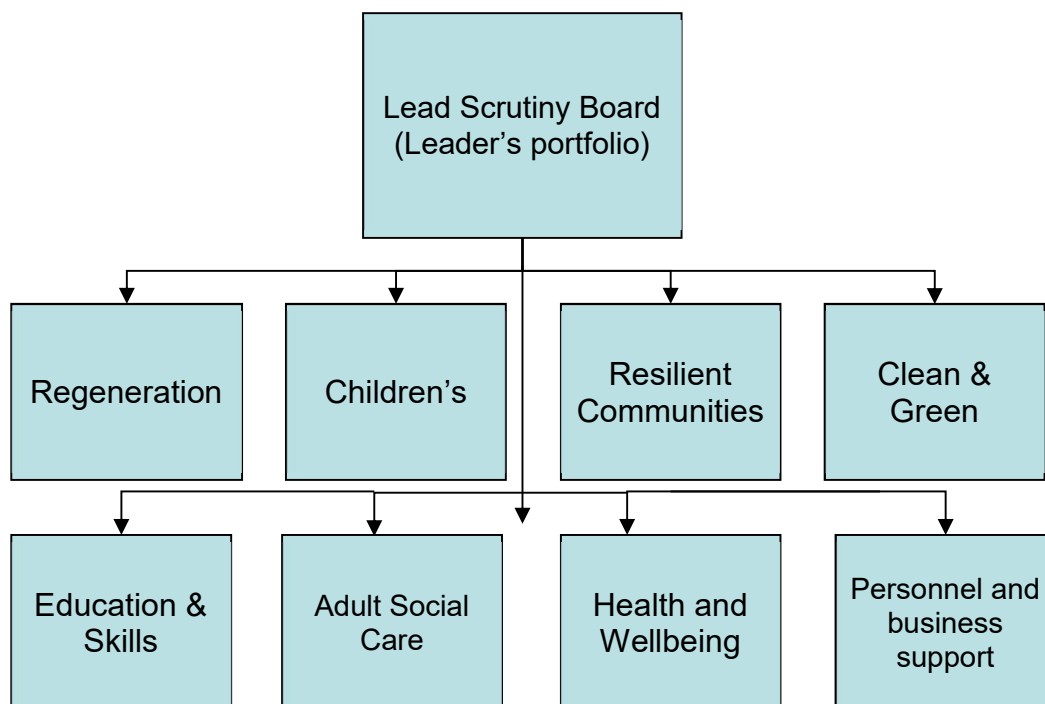 Lead Scrutiny Board
(Leader’s portfolio)
Regeneration
Children’s
Resilient
Communities
Clean &
Green
Education &
Skills
Adult Social
Care
Health and
Wellbeing
Personnel and
business
support